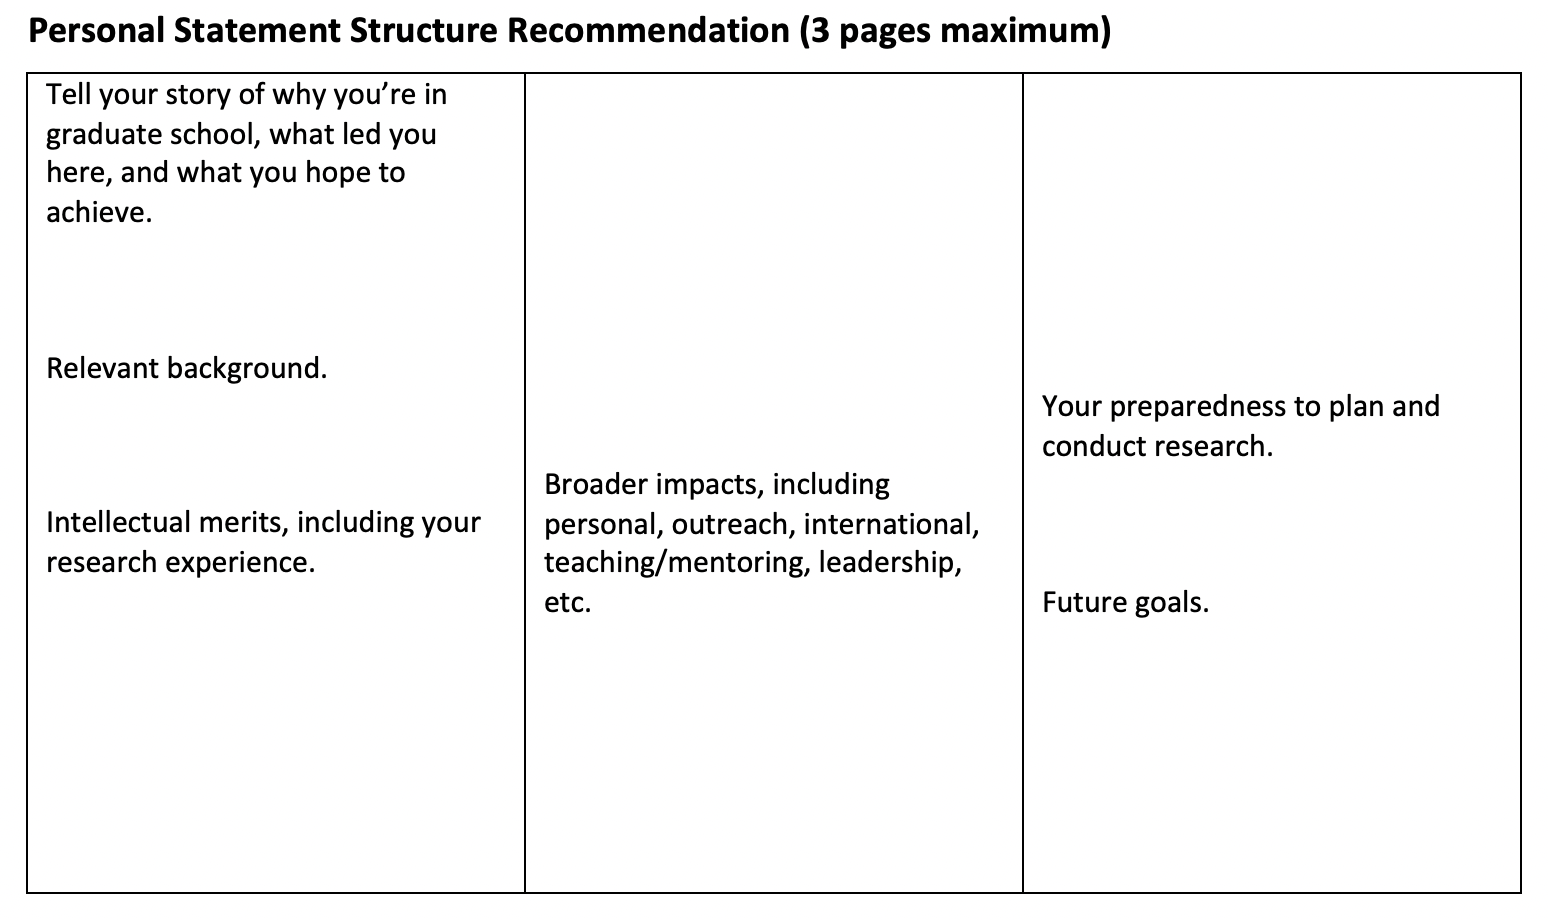 Personal Statement Structure Recommendation (3 pages maximum)
Tell your story of why you’re in
graduate school, what led you
here, and what you hope to
achieve.
Relevant background.
Intellectual merits, including your
research experience.
Broader impacts, including
personal, outreach, international,
teaching/mentoring, leadership,
etc.
Your preparedness to plan and
conduct research.
Future goals.